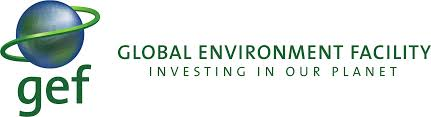 gef
GLOBAL ENVIRONMENT FACILITY
INVESTING IN OUR PLANET